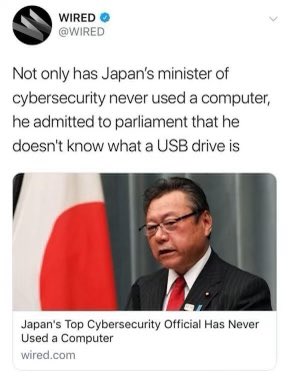 WIRED
@WIRED
Not only has Japan's minister of
cybersecurity never used a computer,
he admitted to parliament that he
doesn't know what a USB drive is
Japan's Top Cybersecurity Official Has Never
Used a Computer
wired.com